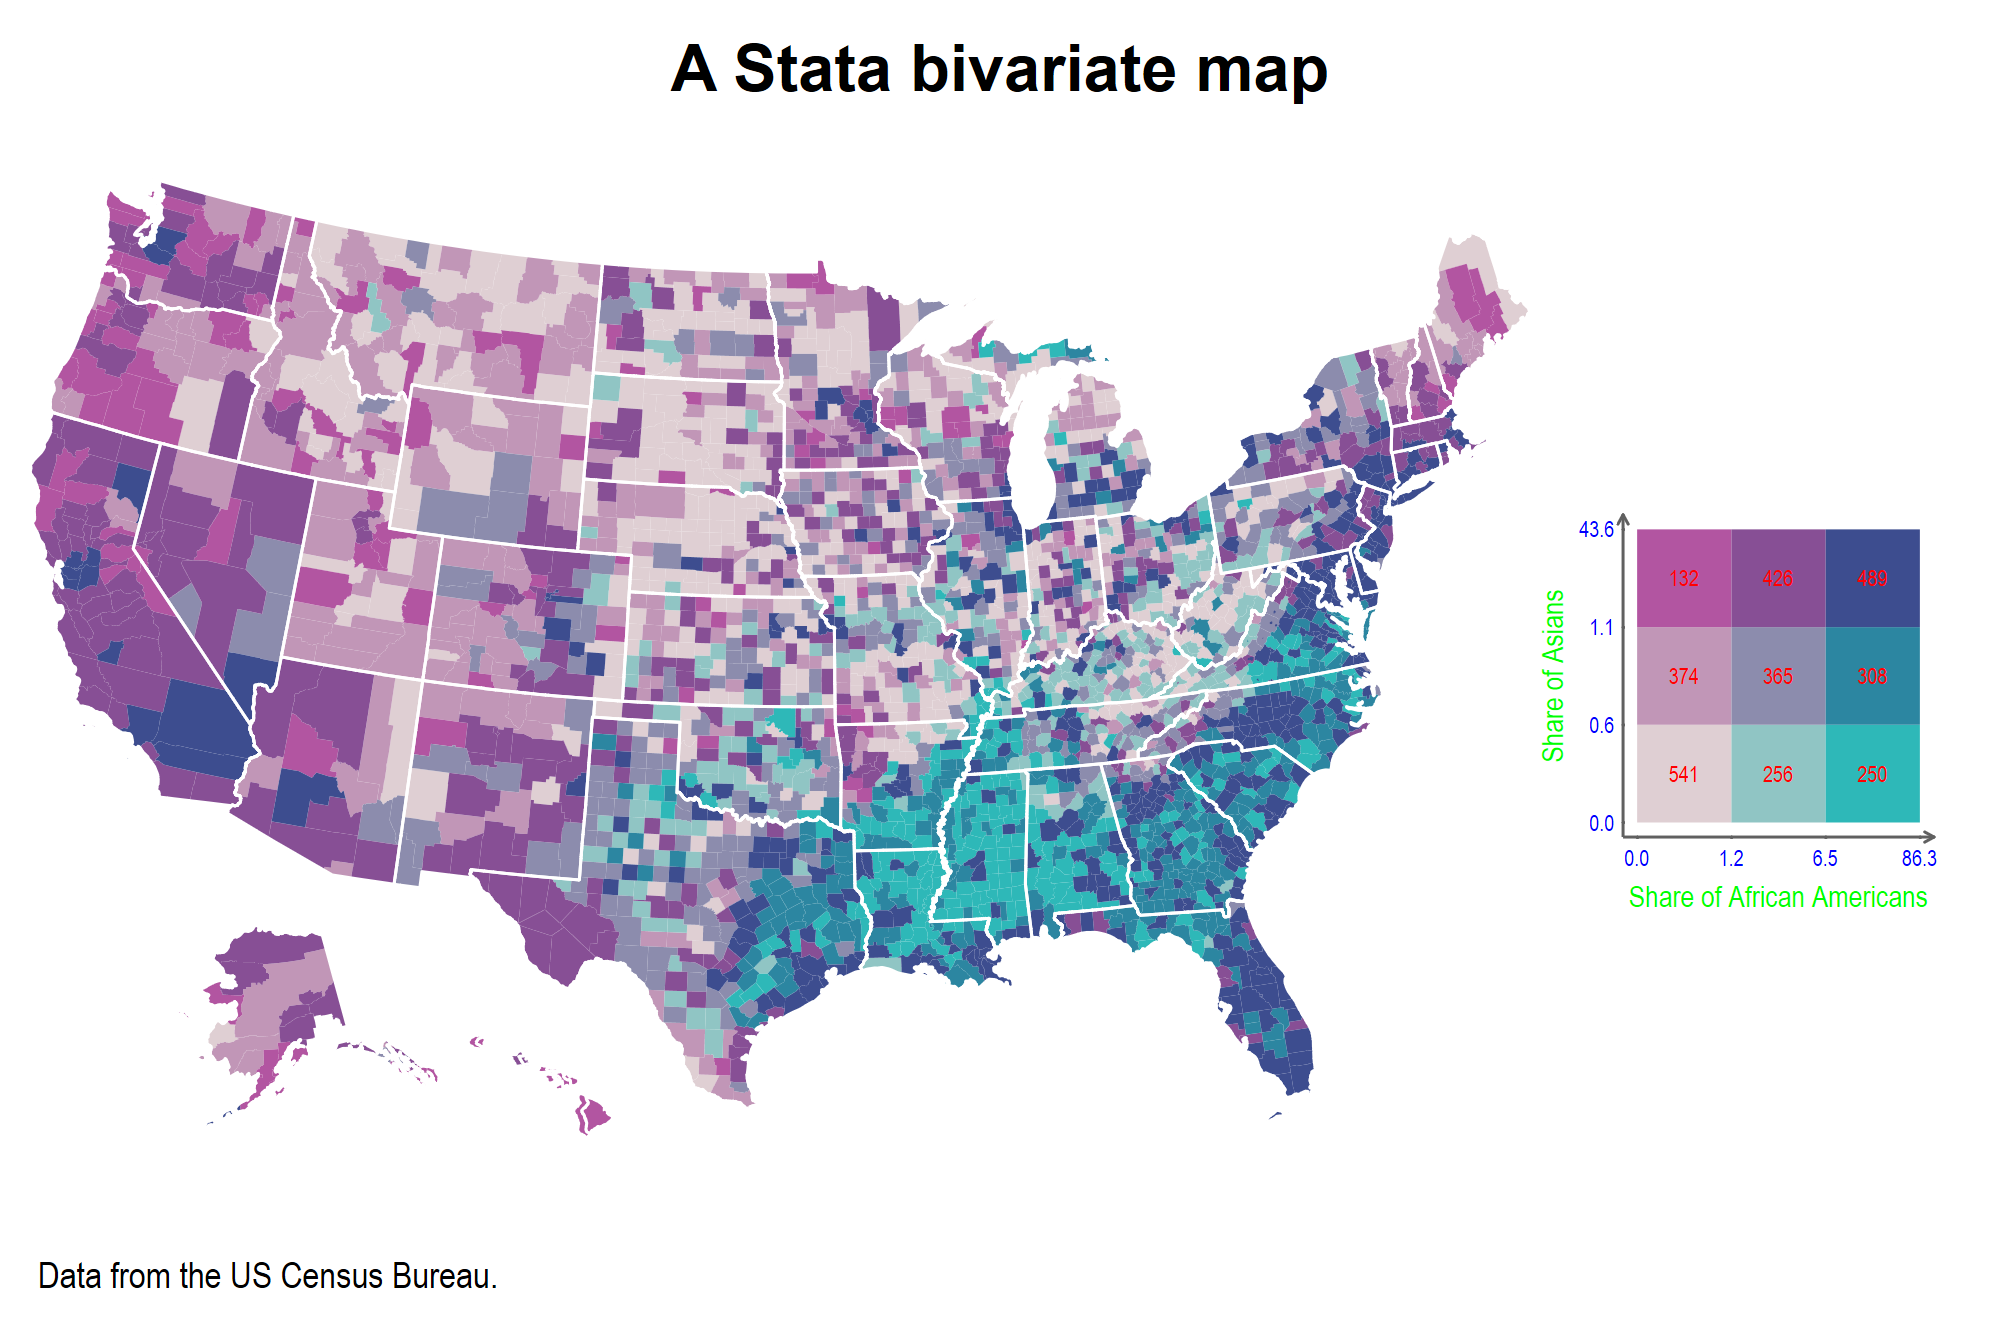 A Stata bivariate map
43.6
132 426 489
1.1
374 365 308
0.6
541 256 250
0.0
0.0 1.2 6.5 86.3
Share of Asians
Share of African Americans
Data from the US Census Bureau.